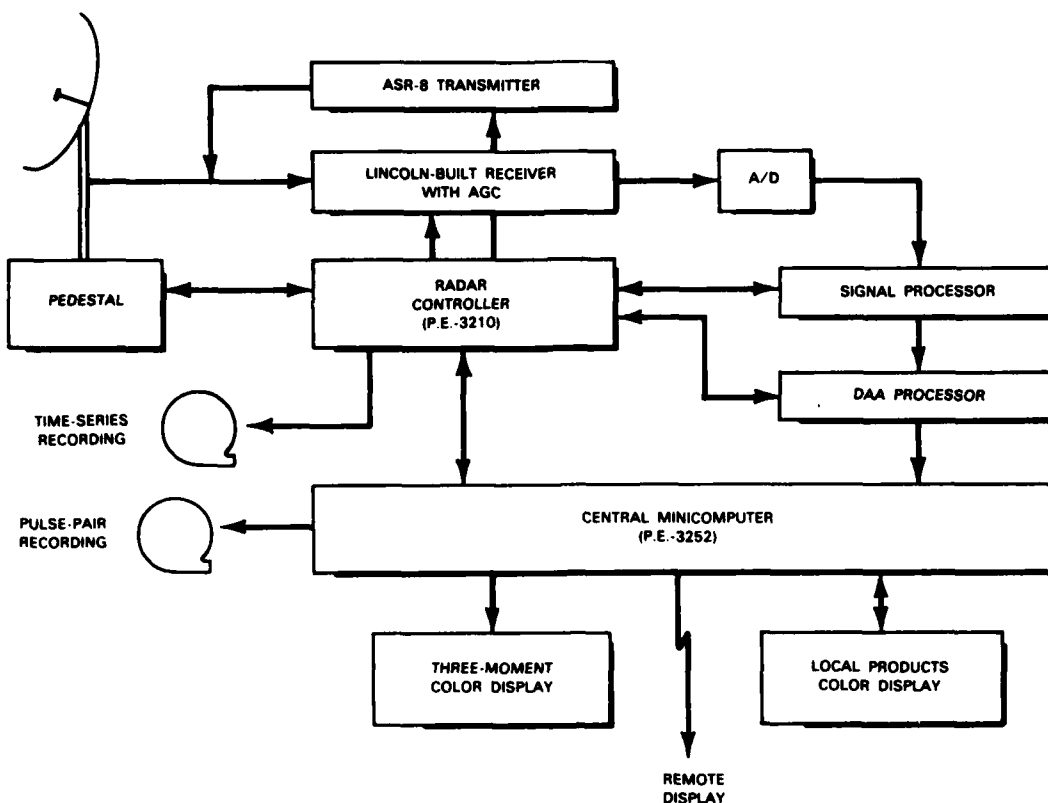 ASR-8 TRANSMITTER
LINCOLN-BUILT RECEIVER
WITH AGC
A/D
PEDESTAL
RADAR
CONTROLLER
(P.E.-3210)
SIGNAL PROCESSOR
DAA PROCESSOR
TIME-SERIES
RECORDING
PULSE-PAIR
RECORDING
CENTRAL MINICOMPUTER
(P.E.-3252)
THREE-MOMENT
COLOR DISPLAY
LOCAL PRODUCTS
COLOR DISPLAY
REMOTE
DISPLAY